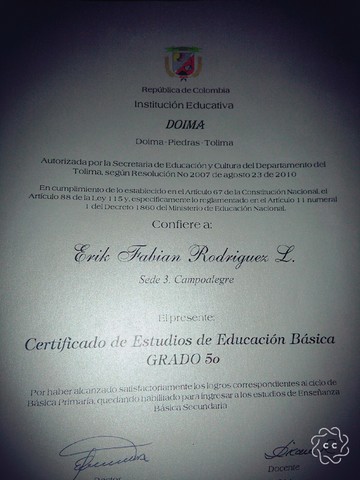 República de Colombia
Institución Educativa
DOIMA
Doima-Piedras-Tolima
Autorizada por la Secretaria de Educación y Cultura del Departamento del
Tolima, según Resolución No 2007 de agosto 23 de 2010
En cumplimiento de lo establecido en el Artículo 67 de la Constitución Nacional, el
Artículo 88 de la Ley 115 y, específicamente lo reglamentado en el Artículo 11 numeral
1 del Decreto 1860 del Ministerio de Educación Nacional.
Confiere a:
Erik Fabian Rodriguez L.
Sede 3. Campoalegre
El presente:
Certificado de Estudios de Educación Básica
GRADO 5o
Por haber alcanzado satisfactoriamente los logros correspondientes al ciclo de
Básica Primaria, quedando habilitado para ingresar a los estudios de Enseñanza
Básica Secundaria
Docente
cc